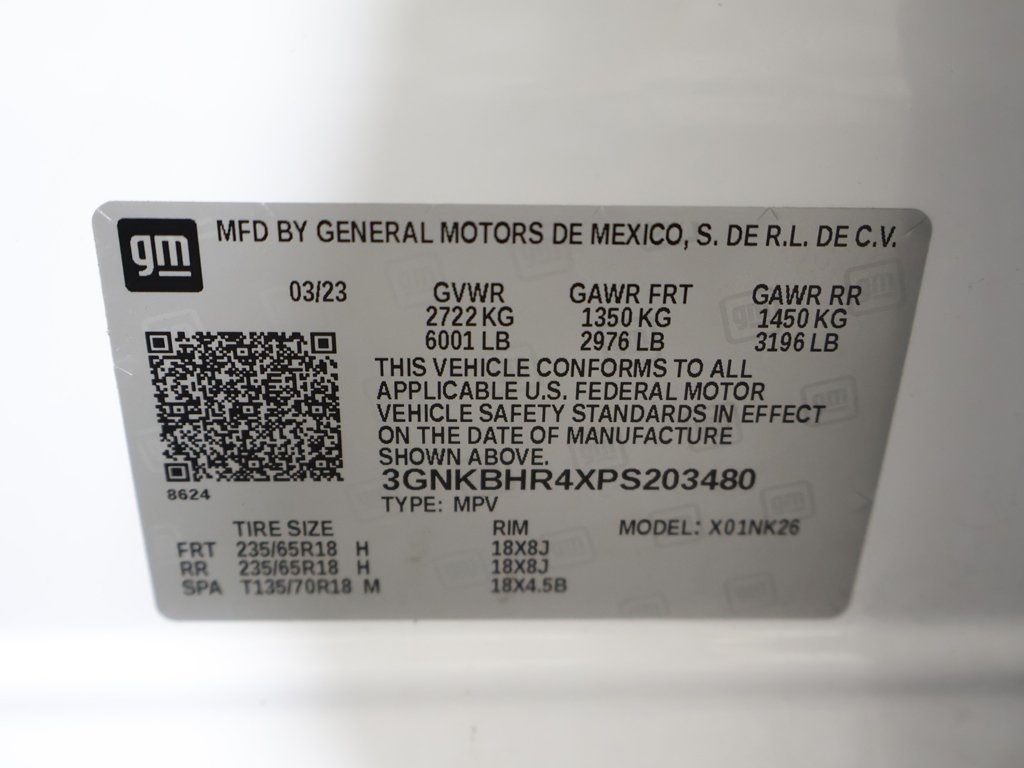 gm
MFD BY GENERAL MOTORS DE MEXICO, S. DE R.L. DE C.V.
03/23 GVWR GAWR FRT GAWR RR
2722 KG 1350 KG 1450 KG
6001 LB 2976 LB 3196 LB
THIS VEHICLE CONFORMS TO ALL
APPLICABLE U.S. FEDERAL MOTOR
VEHICLE SAFETY STANDARDS IN EFFECT
ON THE DATE OF MANUFACTURE
SHOWN ABOVE.
3GNKBHR4XPS203480
8624
TYPE: MPV
TIRE SIZE RIM MODEL: X01NK26
FRT 235/65R18 H 18X8J
RR 235/65R18 H 18X8J
SPA T135/70R18 M 18X4.5B